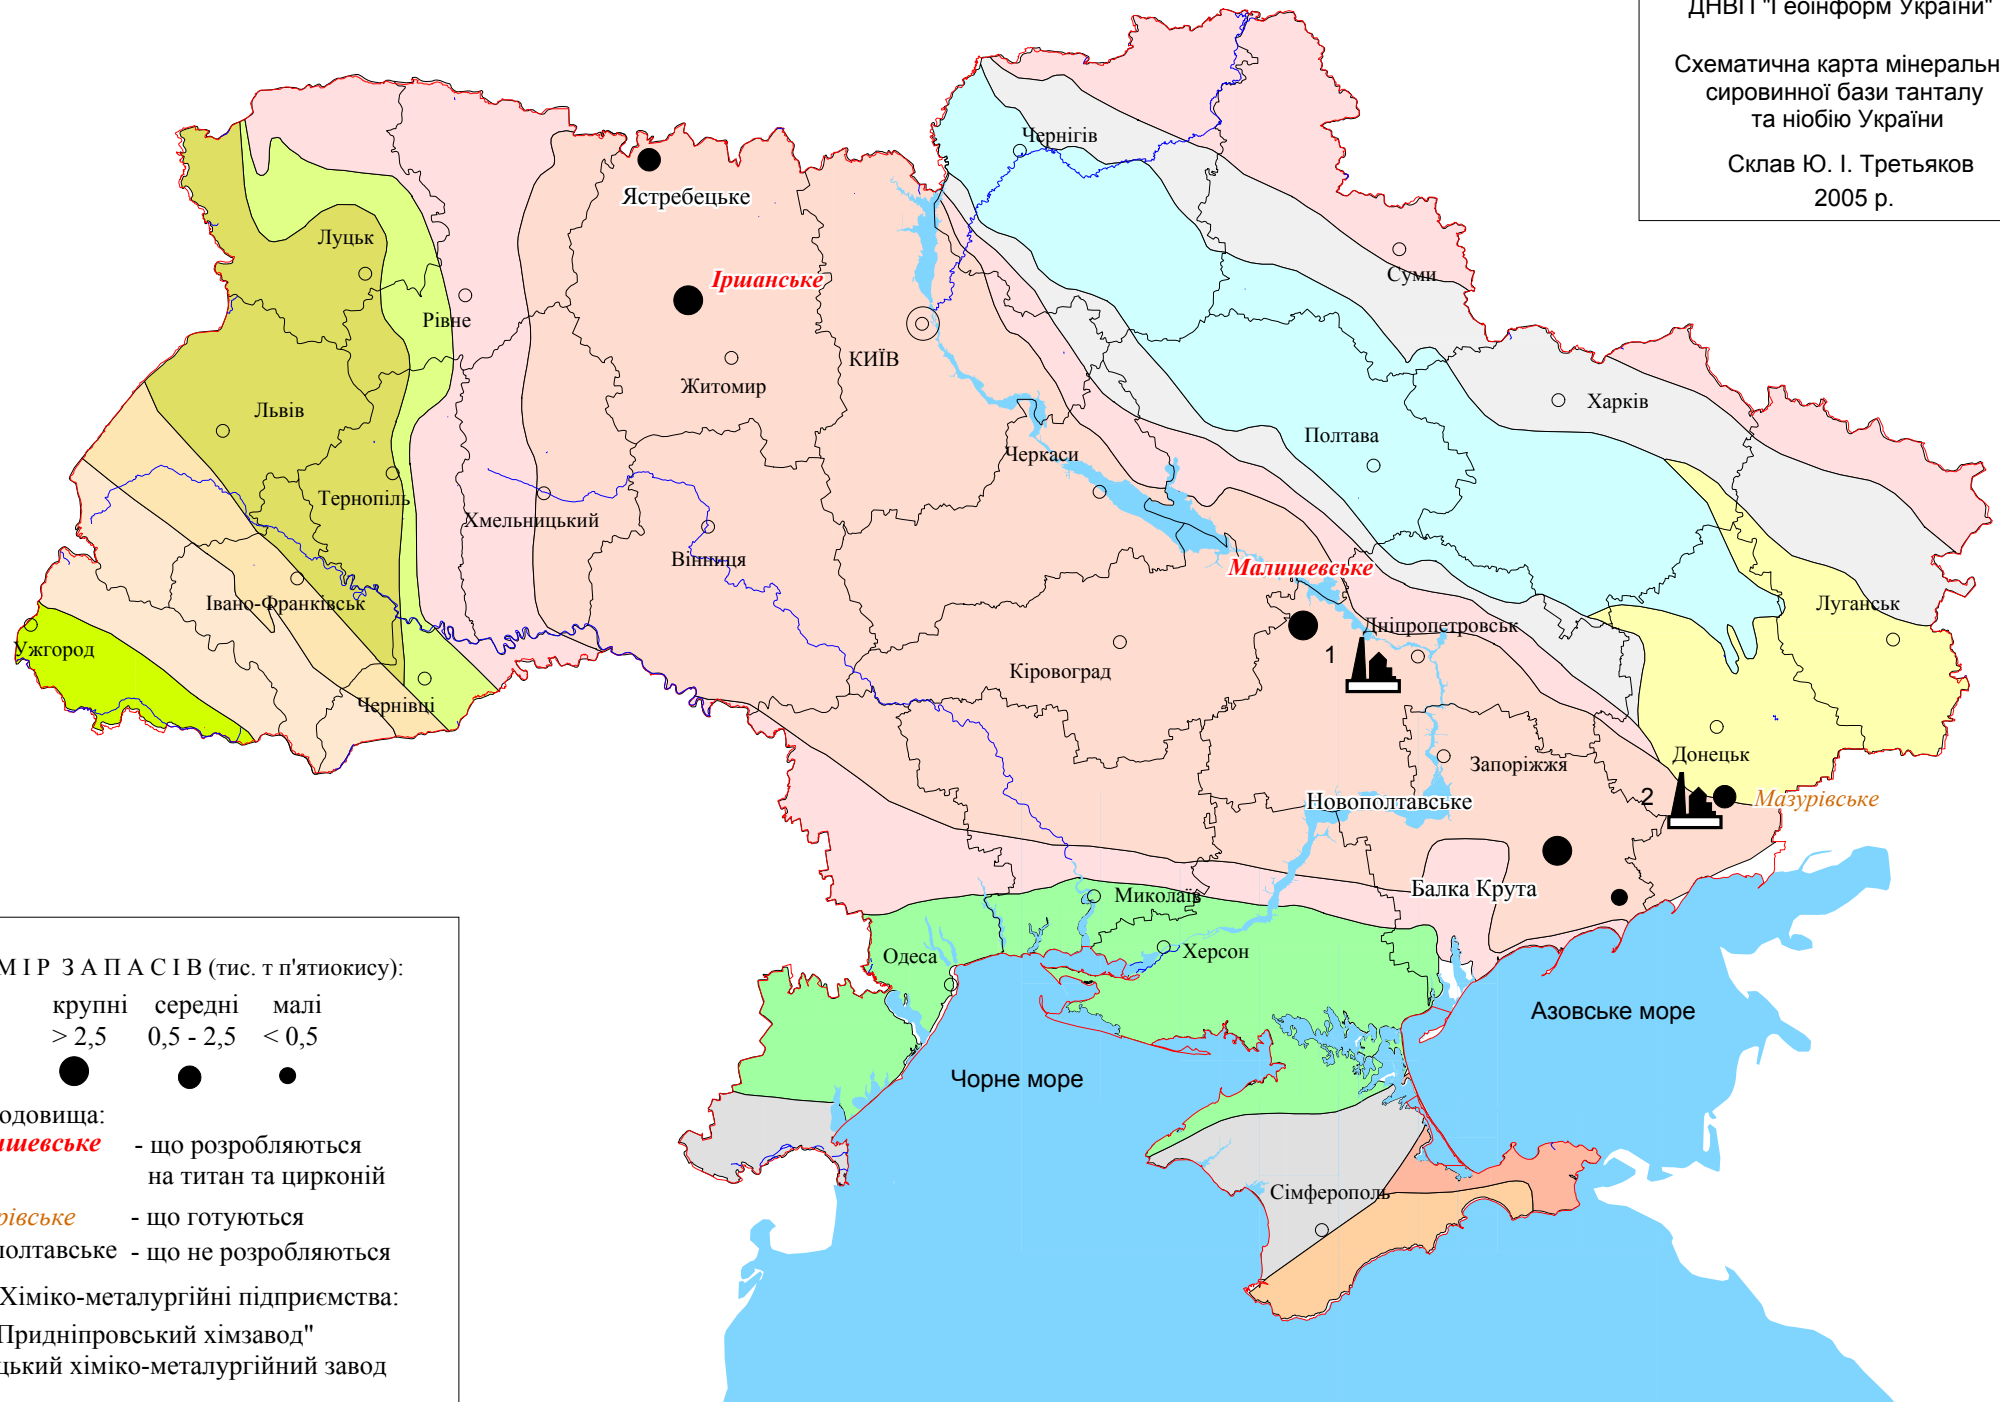 ДНВП "Геоінформ України"
Схематична карта мінеральн
сировинної бази танталу
та ніобію України
Склав Ю. І. Третьяков
2005 р.
Чернігів
Ястребецьке
Луцьк
Суми
Іршанське
Рівне
КИЇВ
Житомир
Харків
Львів
Полтава
Черкаси
Тернопіль
Хмельницький
Вінниця
Малишевське
Івано-Франківськ
Луганськ
Дніпропетровськ
Ужгород
1
Кіровоград
Чернівці
Донецьк
Запоріжжя
2
Мазурівське
Новополтавське
Балка Крута
Миколаїв
Херсон
Одеса
Азовське море
Чорне море
Сімферополь
М І Р З А П А С І В (тис. т п'ятиокису):
крупні середні малі
> 2,5 0,5 - 2,5 < 0,5
одовища:
ишевське - що розробляються
на титан та цирконій
рівське - що готуються
полтавське - що не розробляються
Хіміко-металургійні підприємства:
Придніпровський хімзавод"
цький хіміко-металургійний завод